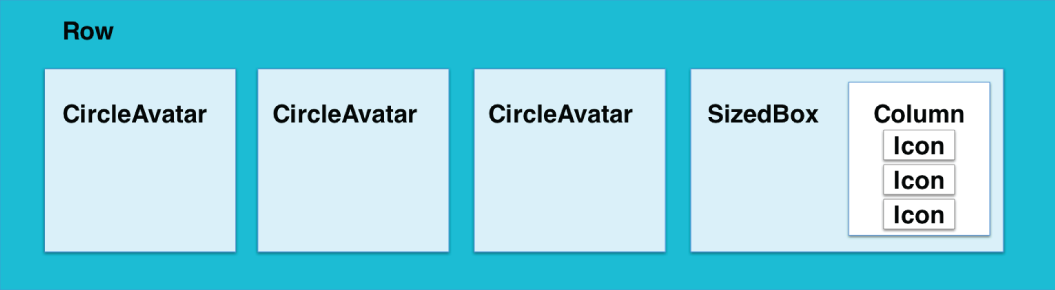 Row
CircleAvatar
CircleAvatar
CircleAvatar
SizedBox
Column
Icon
Icon
Icon